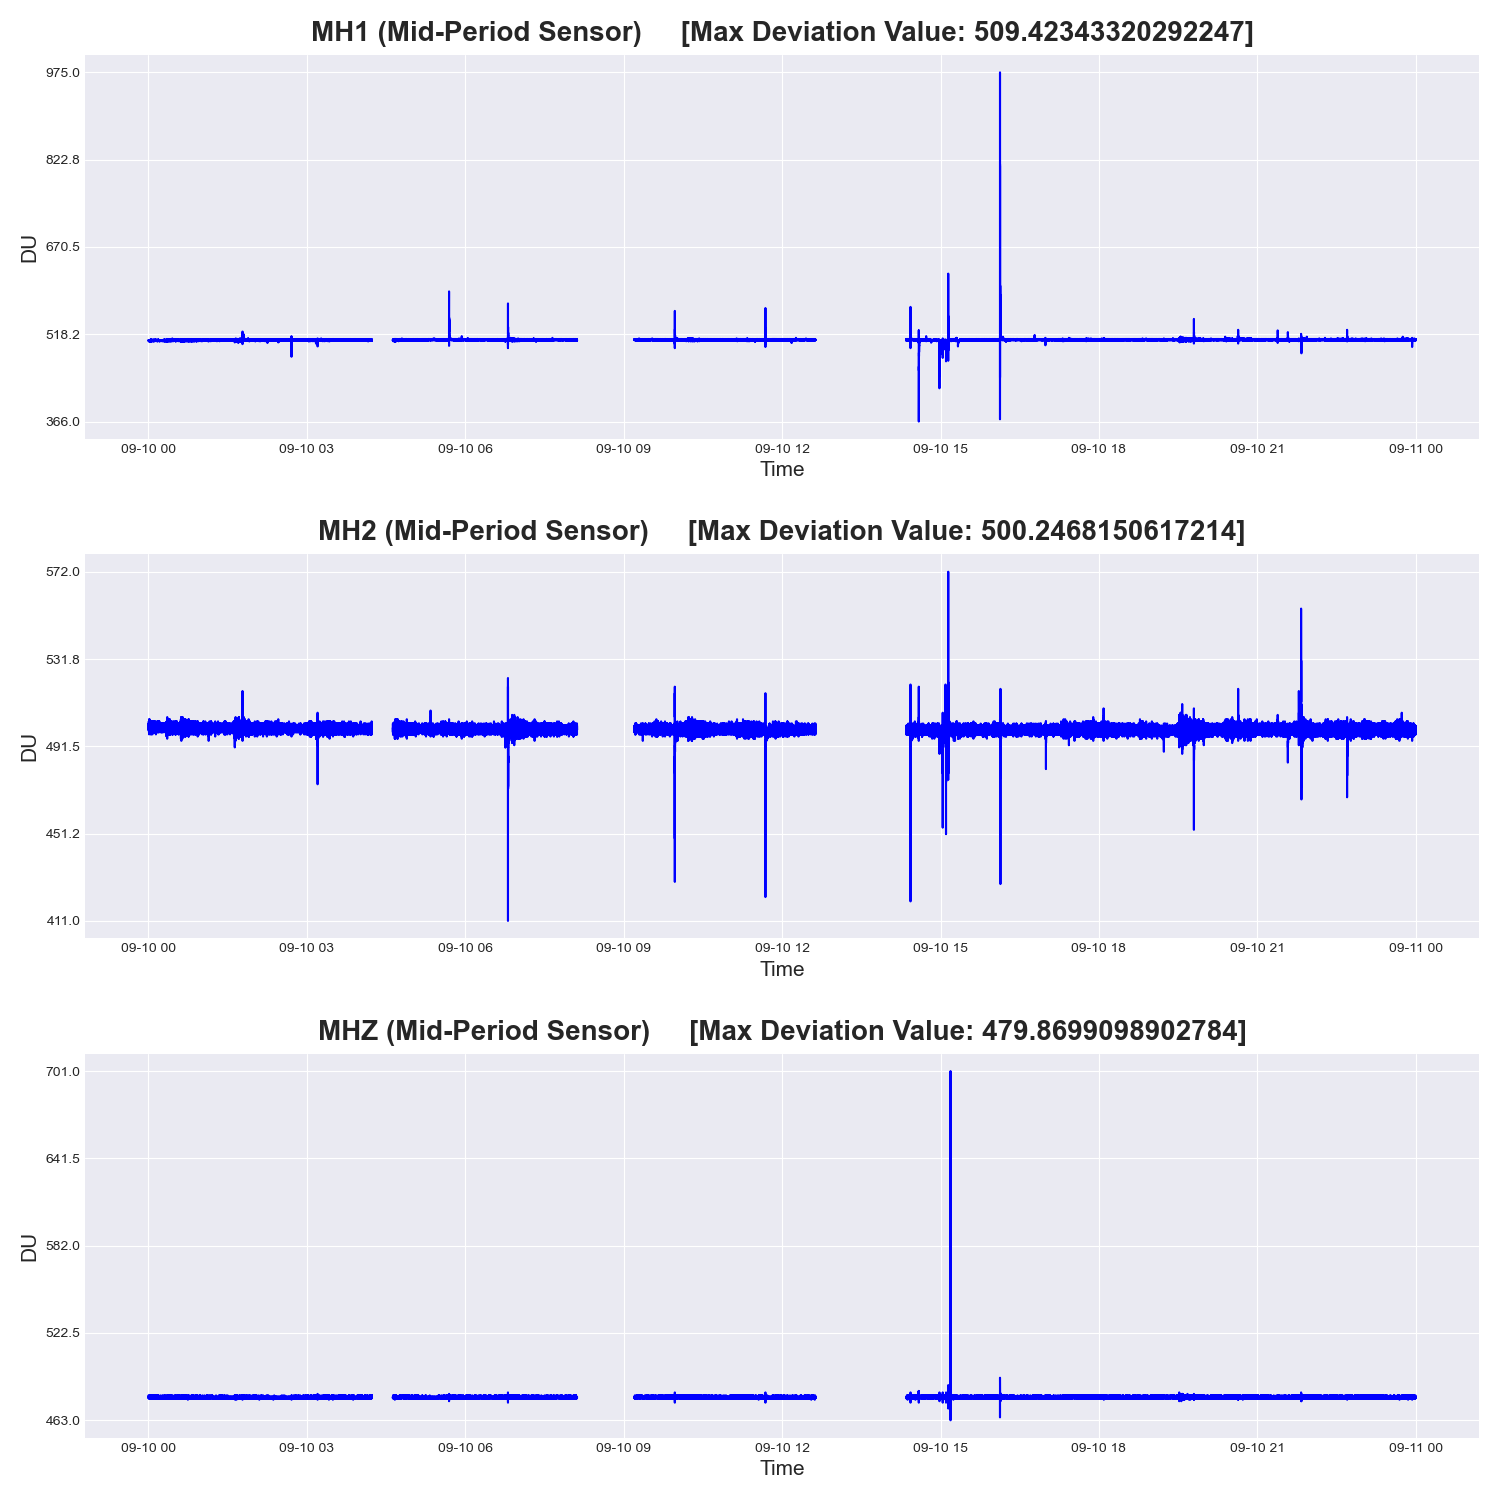 MH1 (Mid-Period Sensor) [Max Deviation Value: 509.42343320292247]
975.0
822.8
670.5
518.2
366.0
DU
09-10 00 09-10 03 09-10 06 09-10 09 09-10 12 09-10 15 09-10 18 09-10 21 09-11 00
Time
MH2 (Mid-Period Sensor) [Max Deviation Value: 500.2468150617214]
572.0
531.8
491.5
451.2
411.0
DU
09-10 00 09-10 03 09-10 06 09-10 09 09-10 12 09-10 15 09-10 18 09-10 21 09-11 00
Time
MHZ (Mid-Period Sensor) [Max Deviation Value: 479.8699098902784]
701.0
641.5
582.0
522.5
463.0
DU
09-10 00 09-10 03 09-10 06 09-10 09 09-10 12 09-10 15 09-10 18 09-10 21 09-11 00
Time